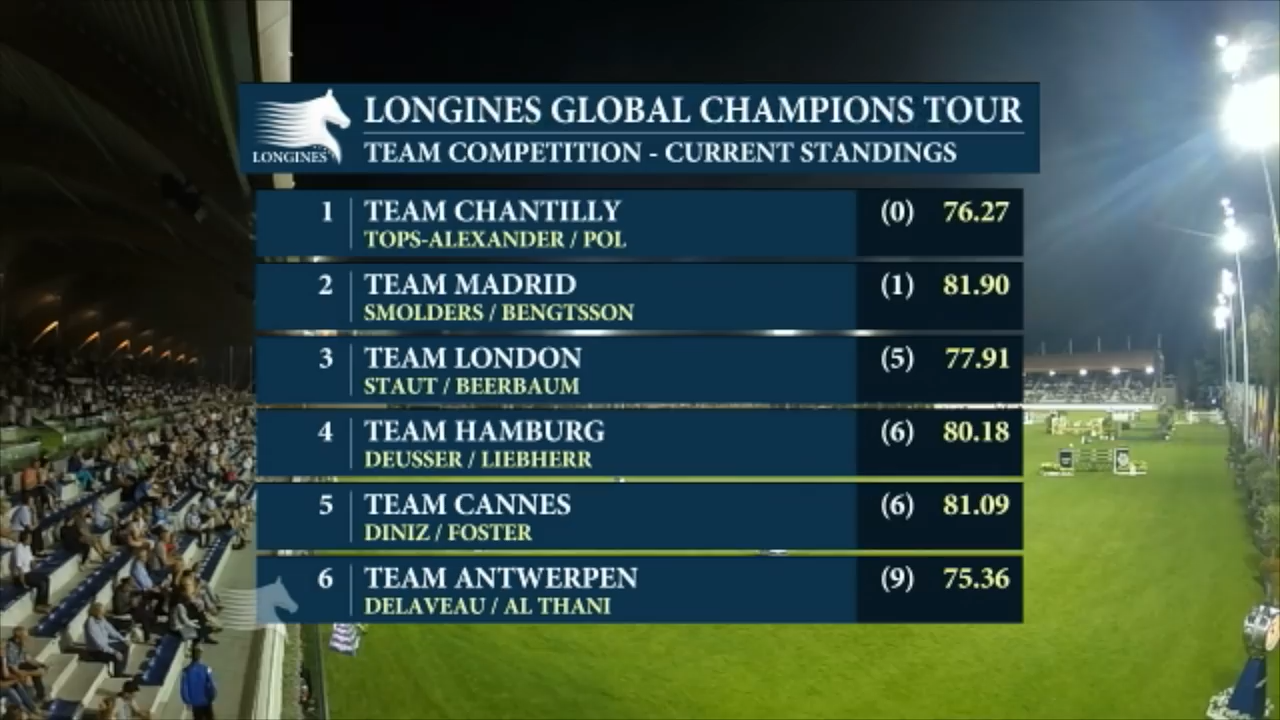 LONGINES GLOBAL CHAMPIONS TOUR
LONGINES
TEAM COMPETITION - CURRENT STANDINGS
1 TEAM CHANTILLY (0) 76.27
TOPS-ALEXANDER / POL
2 TEAM MADRID (1) 81.90
SMOLDERS / BENGTSSON
3 TEAM LONDON (5) 77.91
STAUT / BEERBAUM
4 TEAM HAMBURG (6) 80.18
DEUSSER / LIEBHERR
5 TEAM CANNES (6) 81.09
DINIZ / FOSTER
6 TEAM ANTWERPEN (9) 75.36
DELAVEAU / AL THANI